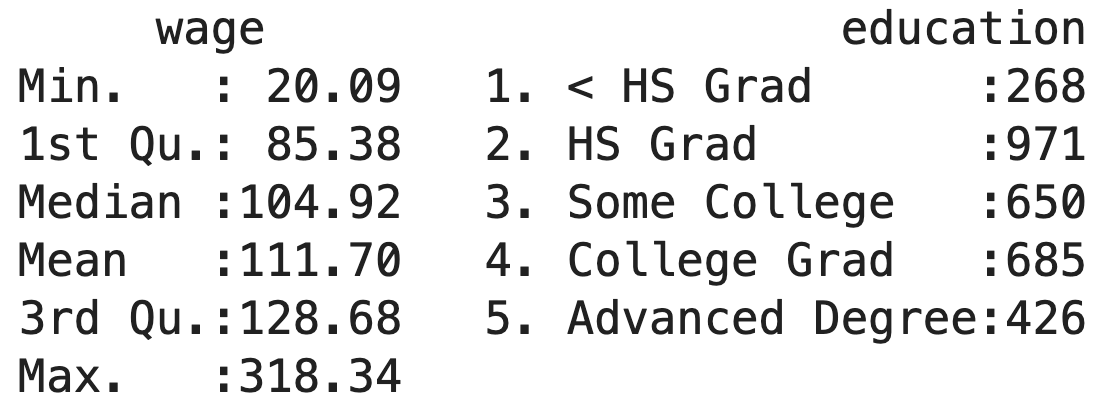 wage                     education
Min.   : 20.09   1. < HS Grad      :268
1st Qu.: 85.38   2. HS Grad        :971
Median :104.92   3. Some College   :650
Mean   :111.70   4. College Grad   :685
3rd Qu.:128.68   5. Advanced Degree:426
Max.   :318.34